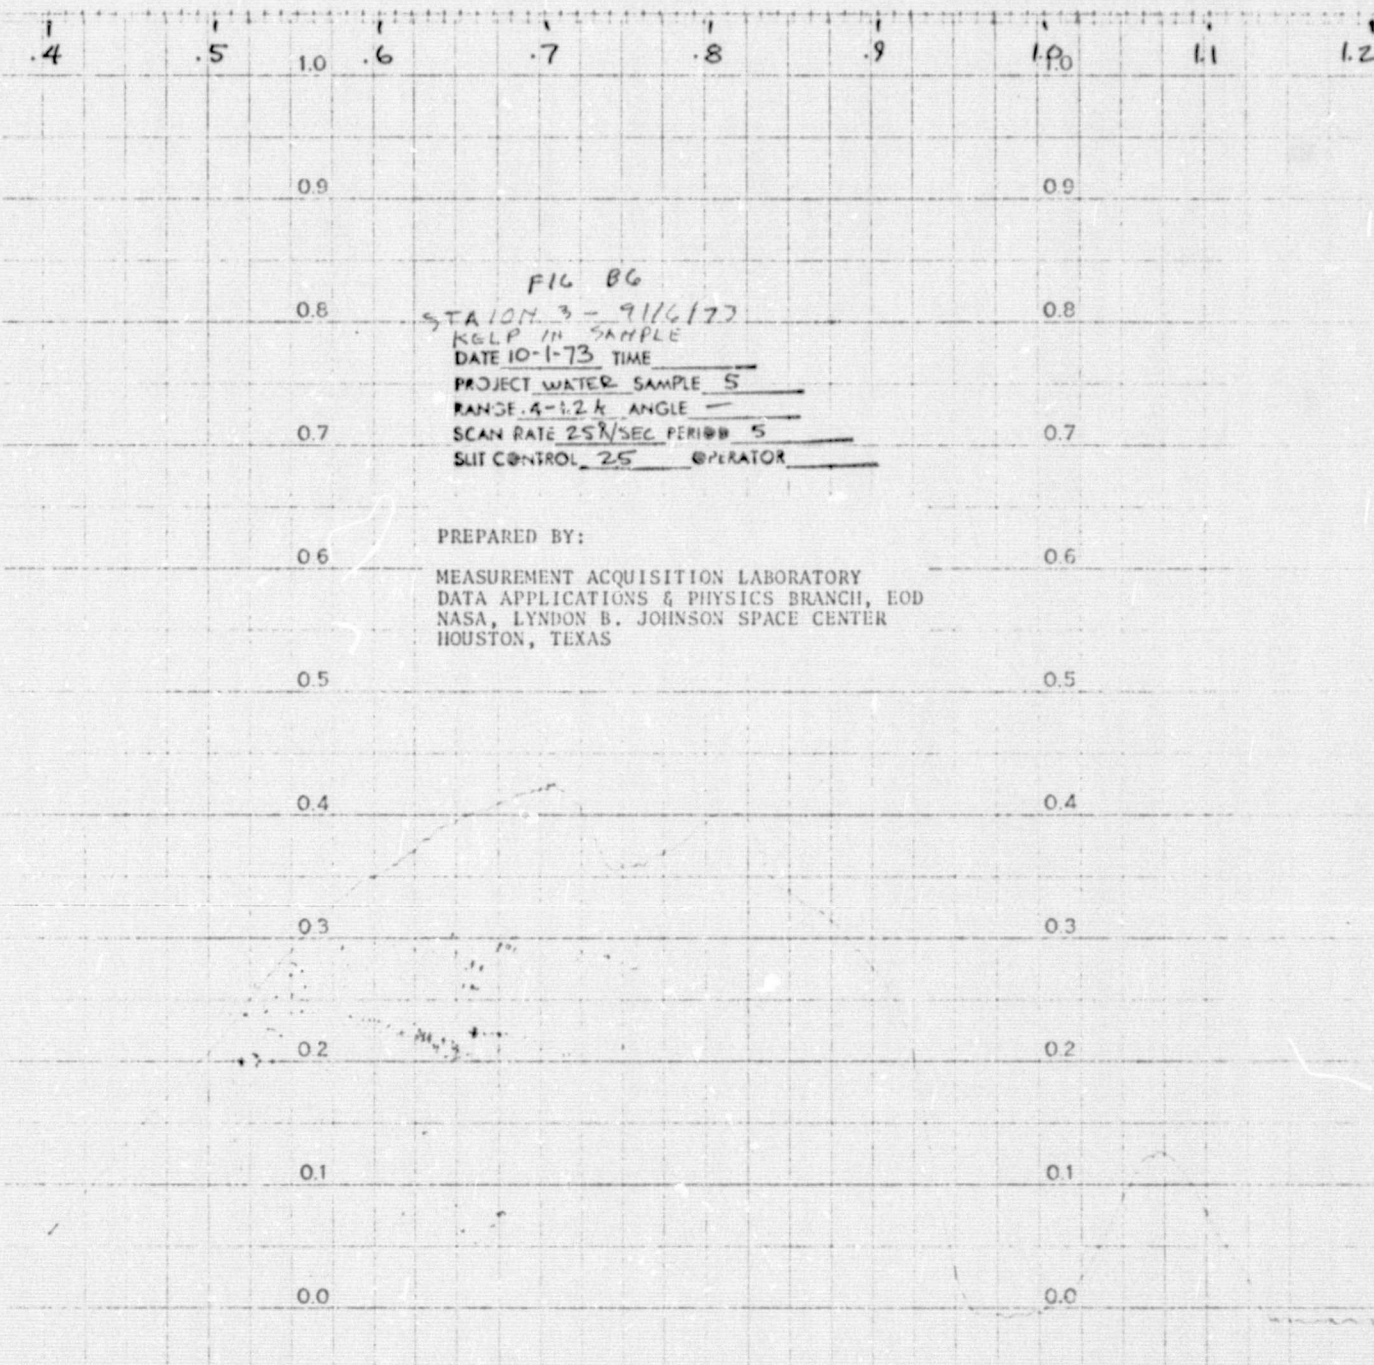 .4 .5 .6 .7 .8 .9 1.0 1.1 1.2
1.0 1.0
0.9 0.9
FIG B6
0.8 0.8
STAION 3 - 9/16/73
KELP IN SAMPLE
DATE 10-1-73 TIME
PROJECT WATER SAMPLE 5
RANGE .4-1.2 ANGLE —
0.7 0.7
SCAN RATE 25Å/SEC PERIOD 5
SLIT CONTROL 25 OPERATOR
PREPARED BY:
0.6 0.6
MEASUREMENT ACQUISITION LABORATORY
DATA APPLICATIONS & PHYSICS BRANCH, EOD
NASA, LYNDON B. JOHNSON SPACE CENTER
HOUSTON, TEXAS
0.5 0.5
0.4 0.4
0.3 0.3
0.2 0.2
0.1 0.1
0.0 0.0